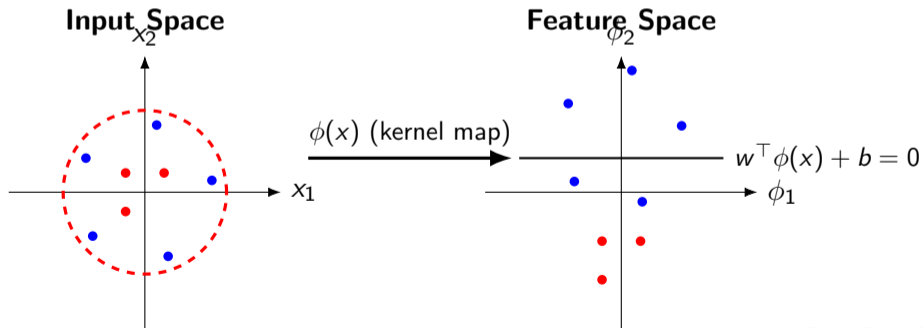 Input Space
x₂
x₁
ϕ(x) (kernel map)
Feature Space
ϕ₂
w⊤ϕ(x) + b = 0
ϕ₁